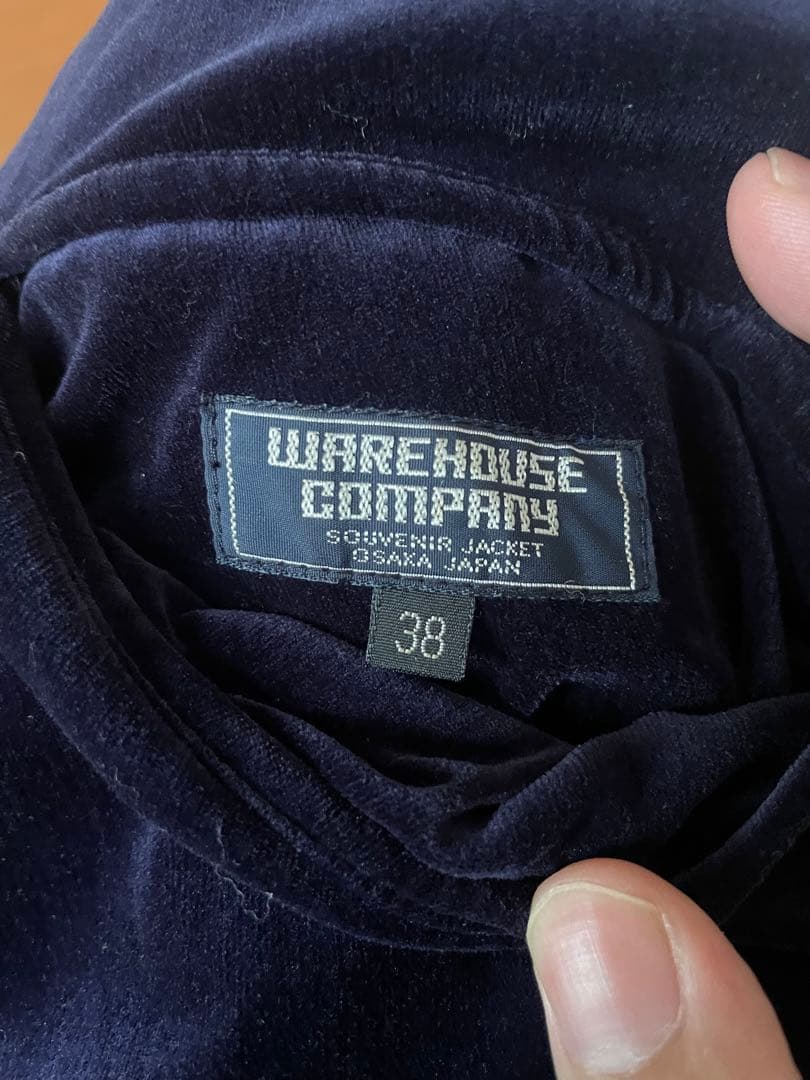 WAREHOUSE
COMPANY
SOUVENIR JACKET
OSAKA JAPAN
38